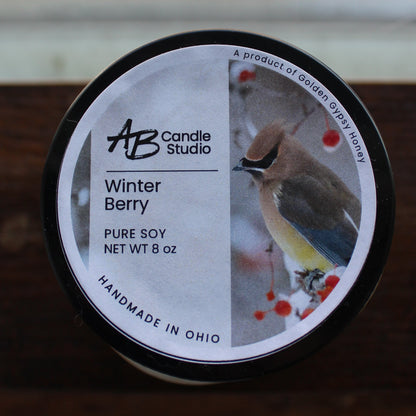 A product of Golden Gypsy Honey
AB Candle
Studio
Winter
Berry
PURE SOY
NET WT 8 oz
HANDMADE IN OHIO